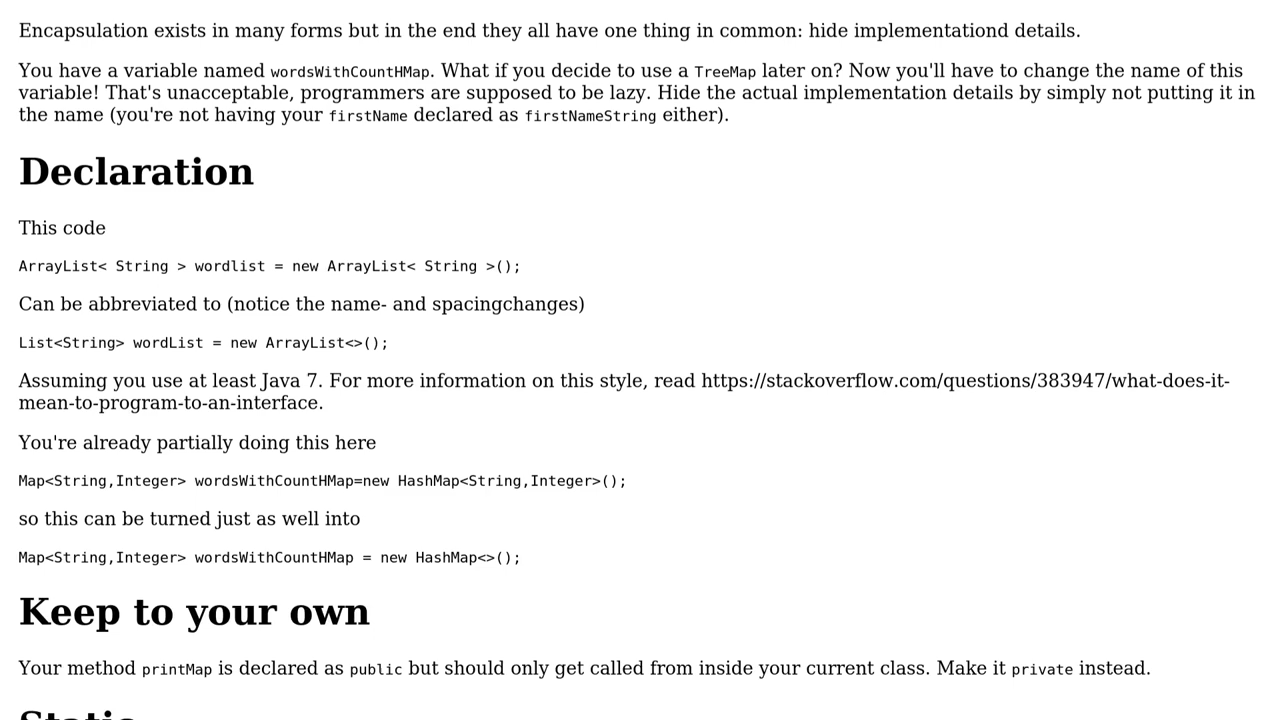 Encapsulation exists in many forms but in the end they all have one thing in common: hide implementationd details.
You have a variable named wordsWithCountHMap. What if you decide to use a TreeMap later on? Now you'll have to change the name of this
variable! That's unacceptable, programmers are supposed to be lazy. Hide the actual implementation details by simply not putting it in
the name (you're not having your firstName declared as firstNameString either).
Declaration
This code
ArrayList< String > wordlist = new ArrayList< String >();
Can be abbreviated to (notice the name- and spacingchanges)
List<String> wordList = new ArrayList<>();
Assuming you use at least Java 7. For more information on this style, read https://stackoverflow.com/questions/383947/what-does-it-
mean-to-program-to-an-interface.
You're already partially doing this here
Map<String,Integer> wordsWithCountHMap=new HashMap<String,Integer>();
so this can be turned just as well into
Map<String,Integer> wordsWithCountHMap = new HashMap<>();
Keep to your own
Your method printMap is declared as public but should only get called from inside your current class. Make it private instead.
Static